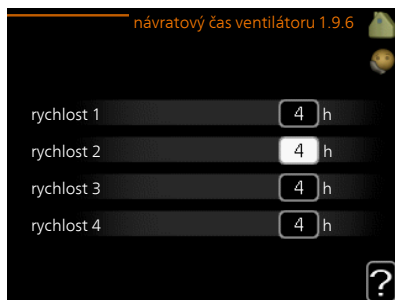 návratový čas ventilátoru 1.9.6
rychlost 1 4 h
rychlost 2 4 h
rychlost 3 4 h
rychlost 4 4 h
?